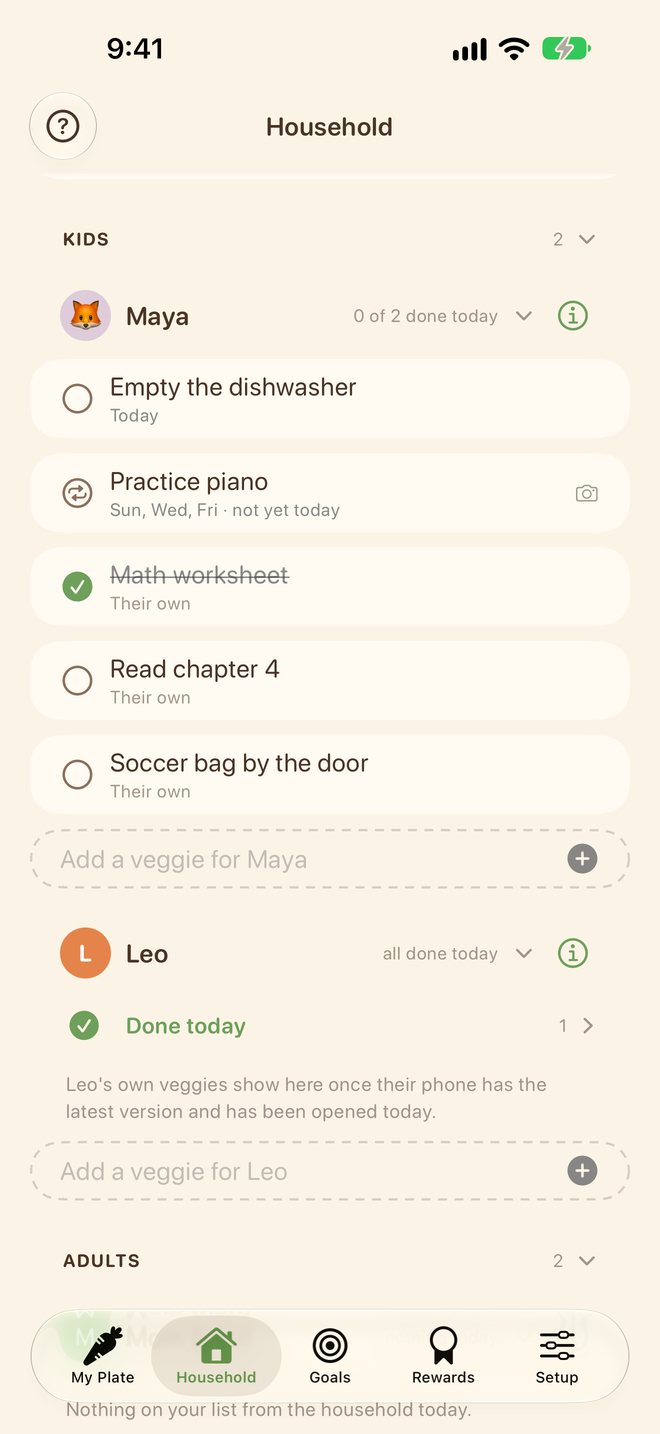 9:41
Household
KIDS
2
Maya
0 of 2 done today
Empty the dishwasher
Today
Practice piano
Sun, Wed, Fri · not yet today
Math worksheet
Their own
Read chapter 4
Their own
Soccer bag by the door
Their own
Add a veggie for Maya
L
Leo
all done today
Done today
1
Leo's own veggies show here once their phone has the
latest version and has been opened today.
Add a veggie for Leo
ADULTS
2
My Plate
Household
Goals
Rewards
Setup
Nothing on your list from the household today.